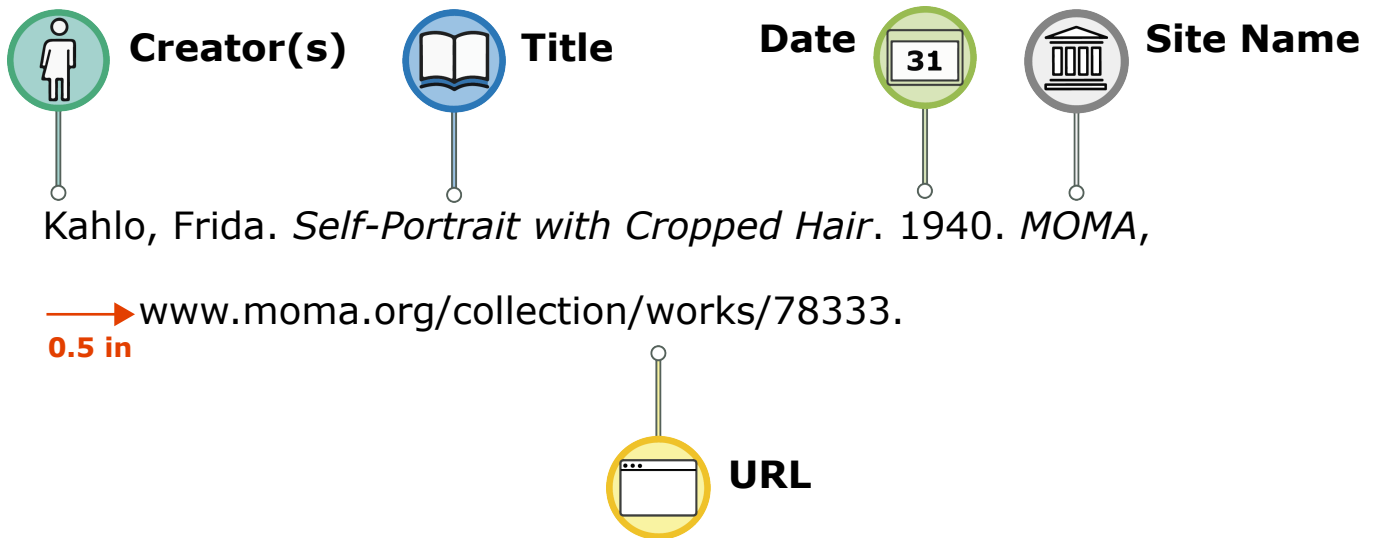 Creator(s) Title Date 31 Site Name
Kahlo, Frida. Self-Portrait with Cropped Hair. 1940. MOMA,
www.moma.org/collection/works/78333.
0.5 in
URL